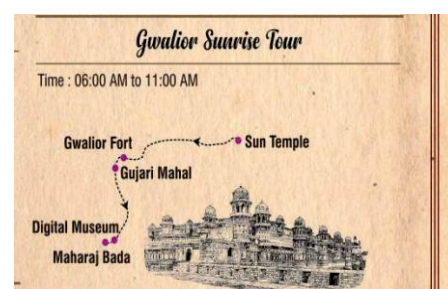 Gwalior Sunrise Tour
Time : 06:00 AM to 11:00 AM
Gwalior Fort
Sun Temple
Gujari Mahal
Digital Museum
Maharaj Bada